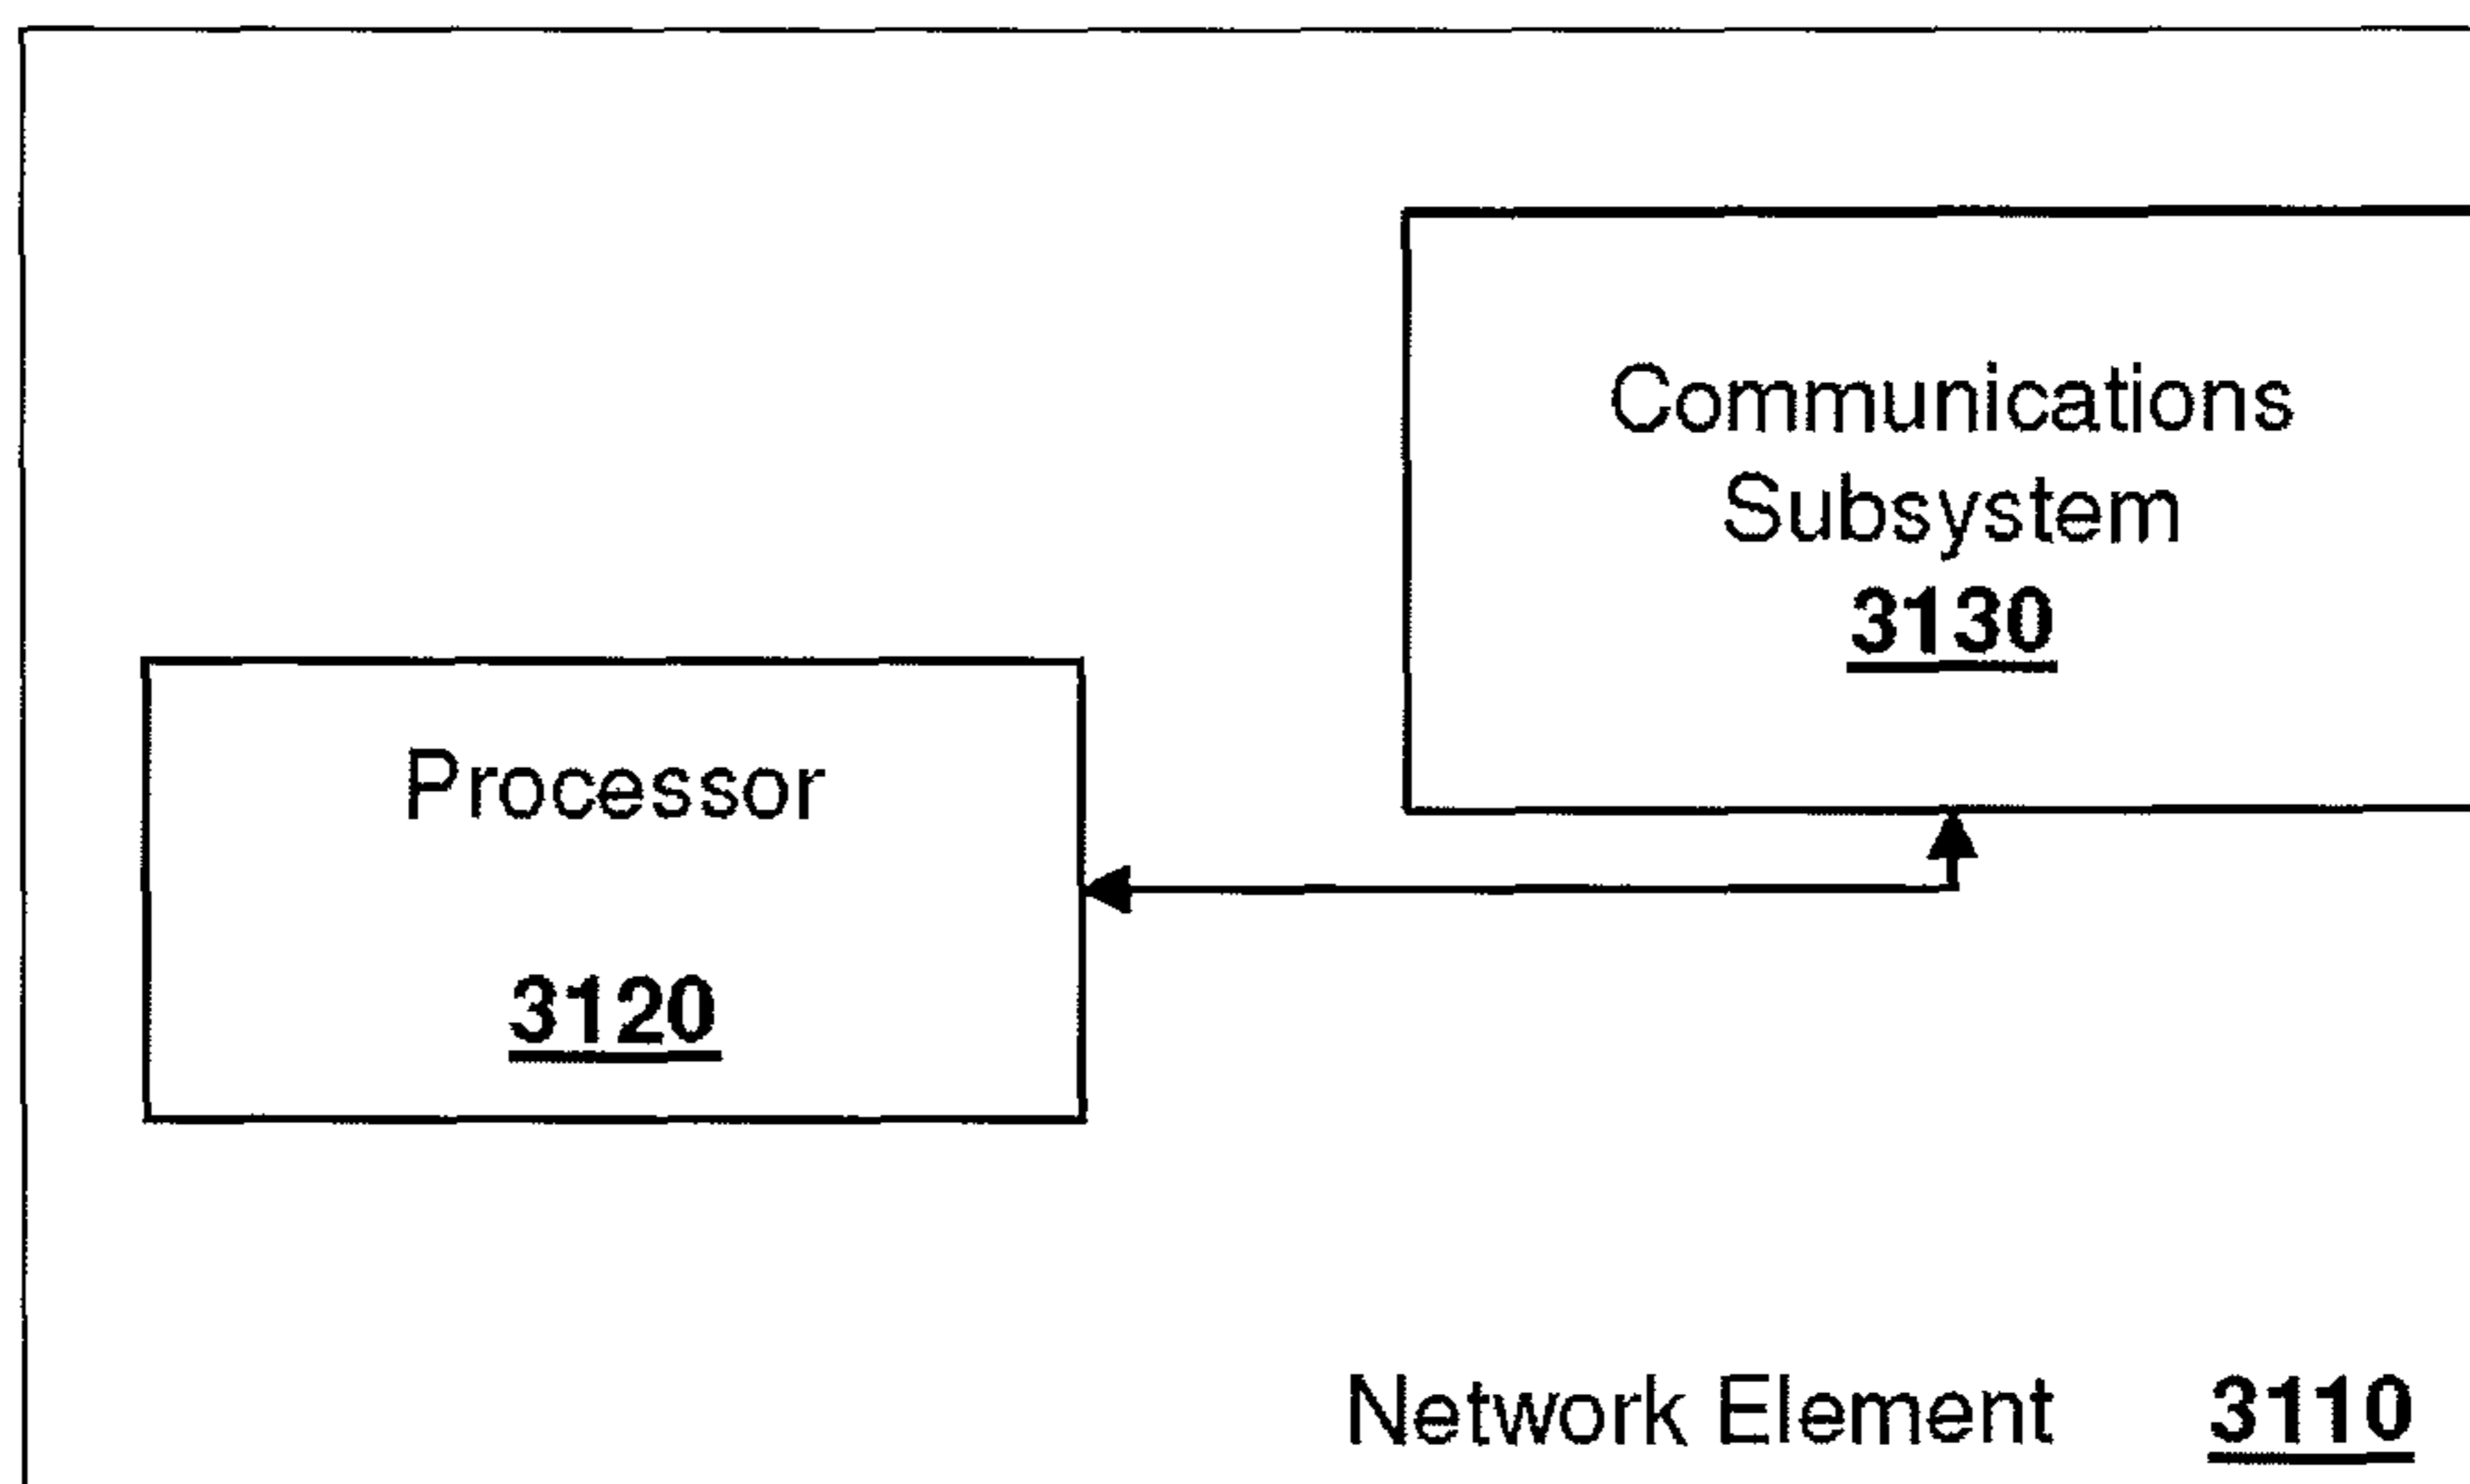 Communications
Subsystem
3130
Processor
3120
Network Element 3110